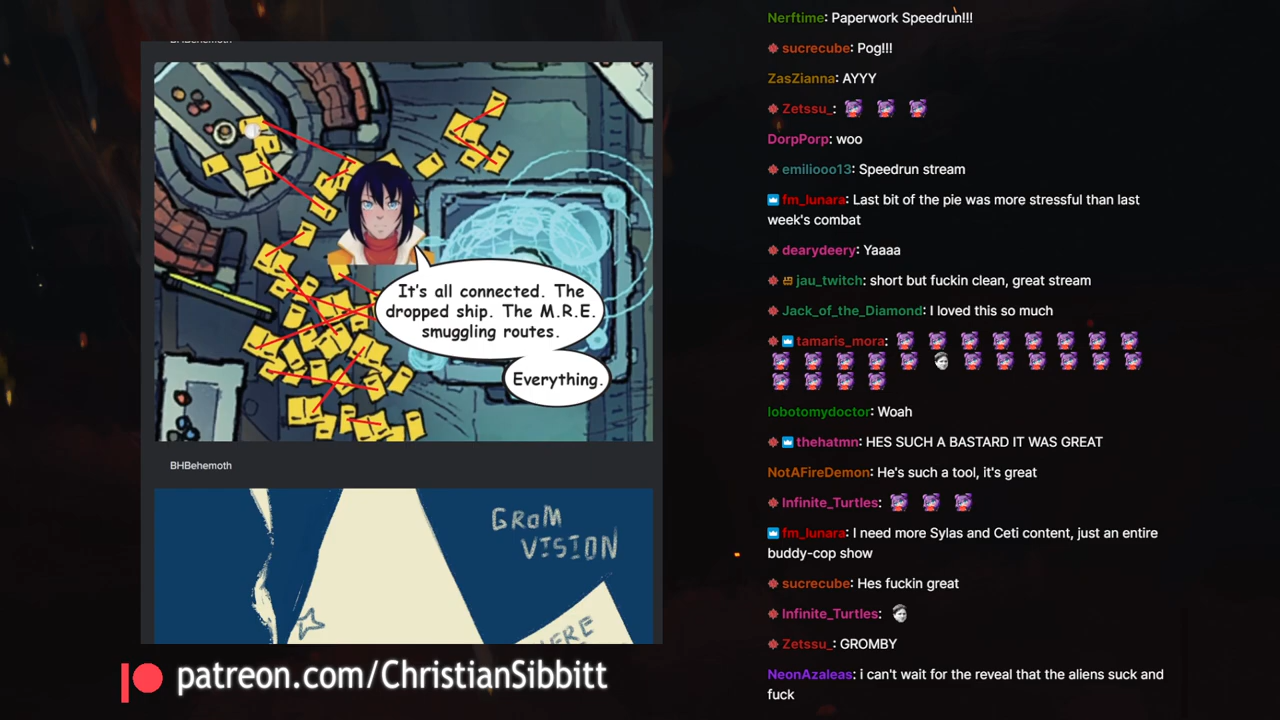 BHBehemoth
It's all connected. The
dropped ship. The M.R.E.
smuggling routes.
Everything.
BHBehemoth
GROM
VISION
HERE
patreon.com/ChristianSibbitt
Nerftime: Paperwork Speedrun!!!
sucrecube: Pog!!!
ZasZianna: AYYY
Zetssu_:
DorpPorp: woo
emiliooo13: Speedrun stream
fm_lunara: Last bit of the pie was more stressful than last
week's combat
dearydeery: Yaaaa
jau_twitch: short but fuckin clean, great stream
Jack_of_the_Diamond: I loved this so much
tamaris_mora:
lobotomydoctor: Woah
thehatmn: HES SUCH A BASTARD IT WAS GREAT
NotAFireDemon: He's such a tool, it's great
Infinite_Turtles:
fm_lunara: I need more Sylas and Ceti content, just an entire
buddy-cop show
sucrecube: Hes fuckin great
Infinite_Turtles:
Zetssu_: GROMBY
NeonAzaleas: i can't wait for the reveal that the aliens suck and
fuck